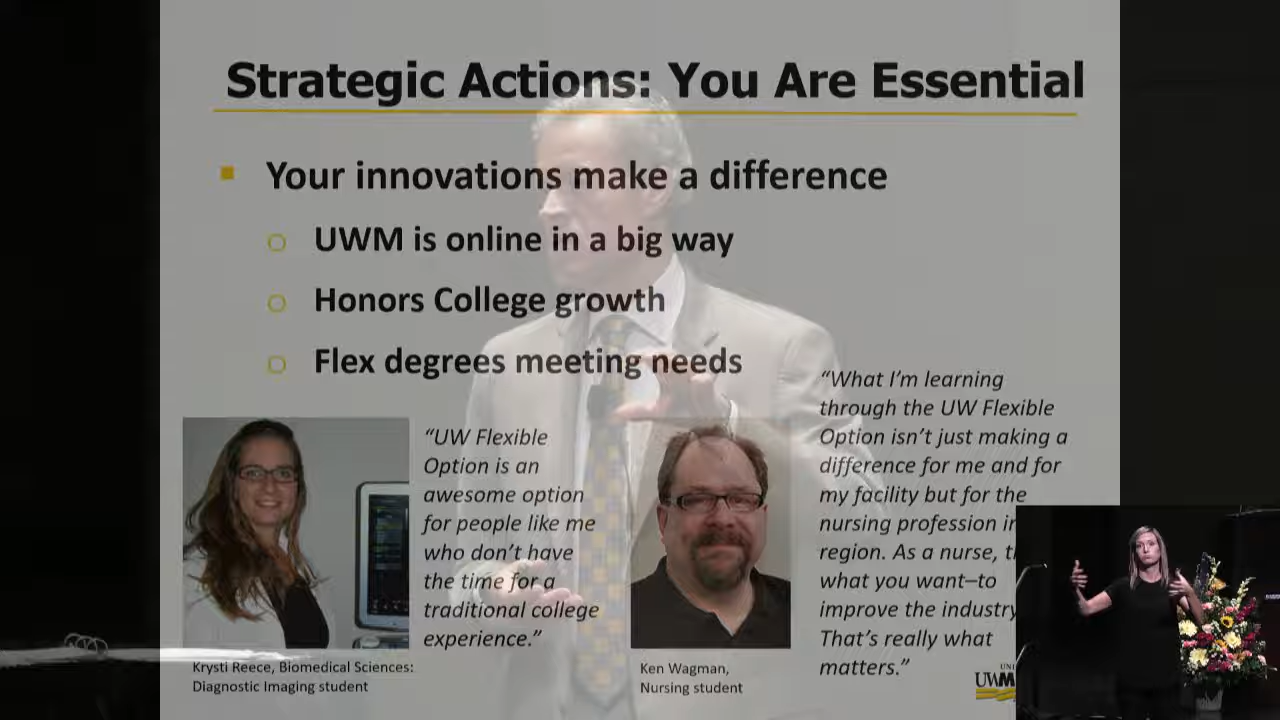 Strategic Actions: You Are Essential
Your innovations make a difference
UWM is online in a big way
Honors College growth
Flex degrees meeting needs
“UW Flexible
Option is an
awesome option
for people like me
who don’t have
the time for a
traditional college
experience.”
Krysti Reece, Biomedical Sciences:
Diagnostic Imaging student
Ken Wagman,
Nursing student
“What I’m learning
through the UW Flexible
Option isn’t just making a
difference for me and for
my facility but for the
nursing profession in
region. As a nurse,
what you want–to
improve the industry
That’s really what
matters.”
UWM